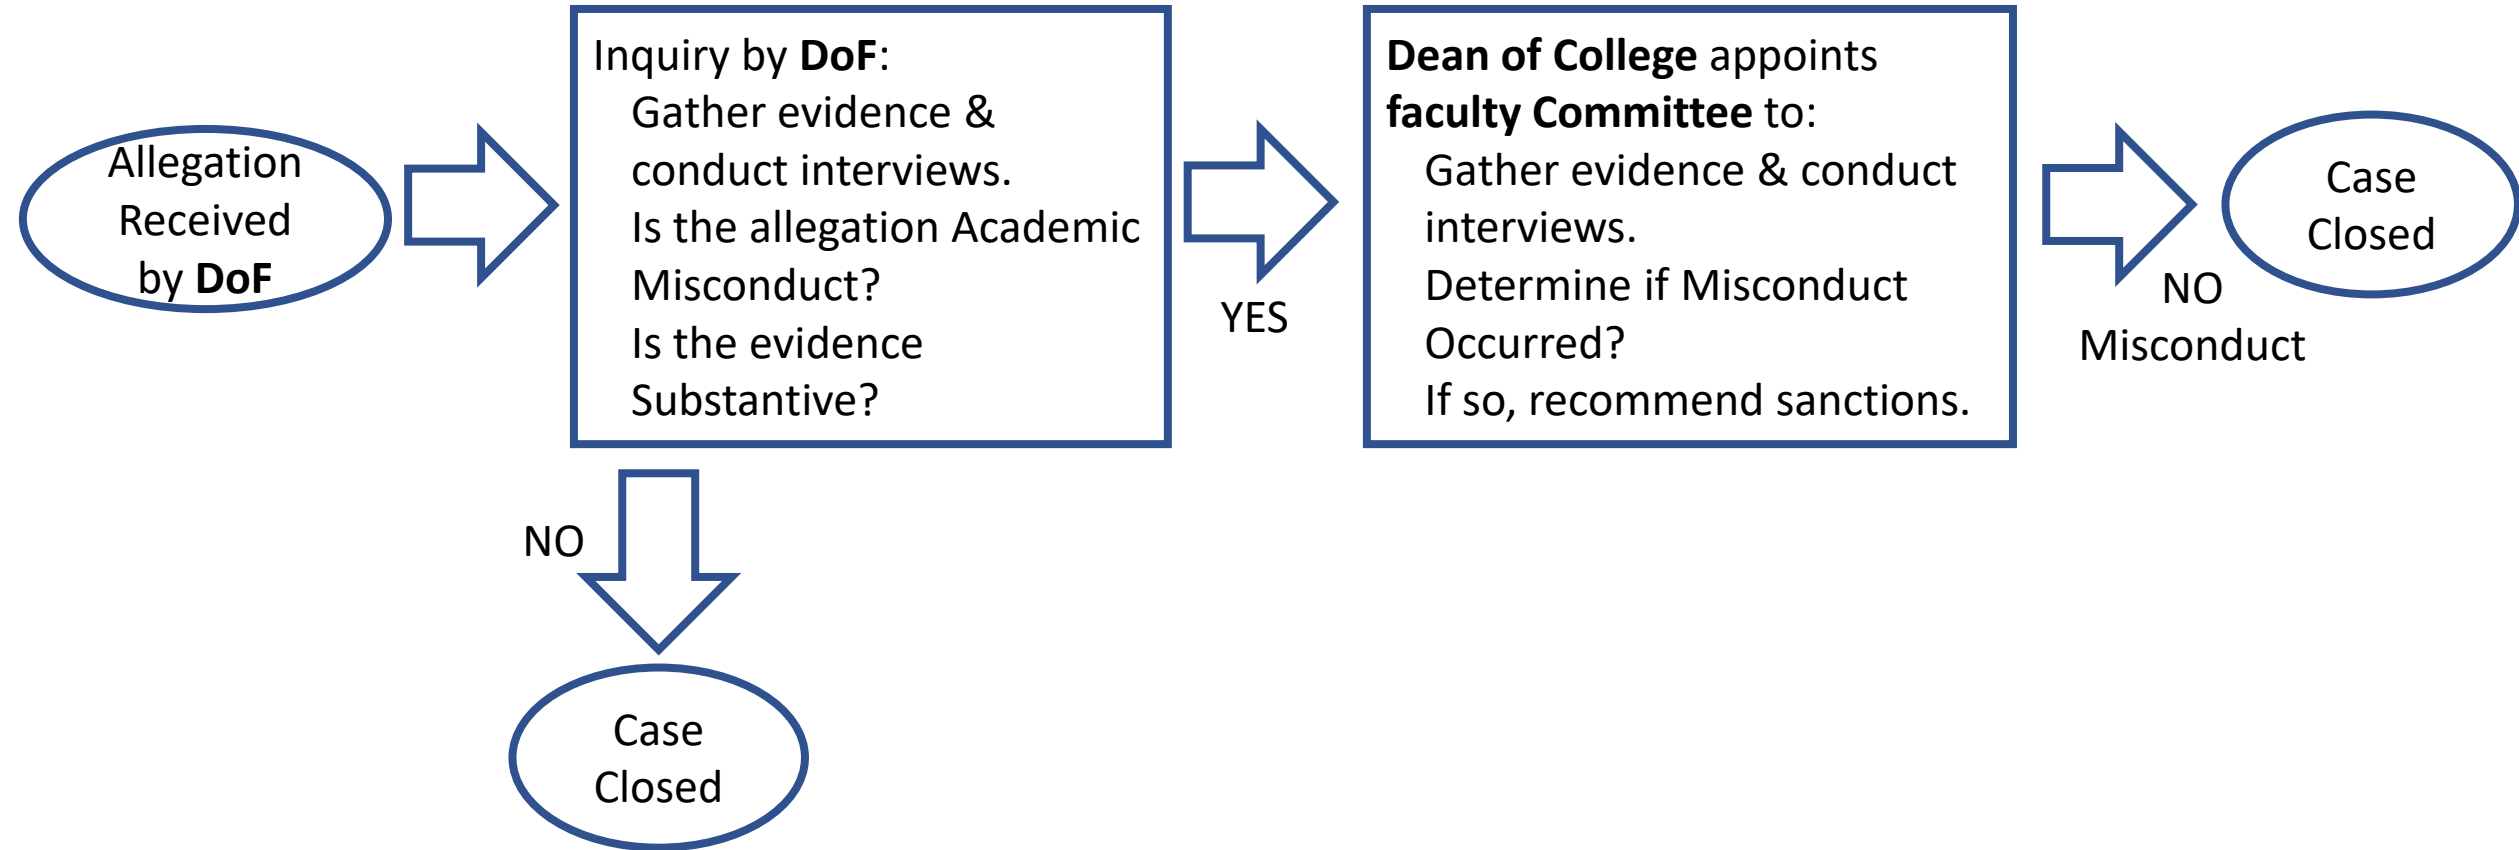 Allegation
Received
by DoF
Inquiry by DoF:
Gather evidence &
conduct interviews.
Is the allegation Academic
Misconduct?
Is the evidence
Substantive?
YES
Dean of College appoints
faculty Committee to:
Gather evidence & conduct
interviews.
Determine if Misconduct
Occurred?
If so, recommend sanctions.
NO
Misconduct
Case
Closed
NO
Case
Closed